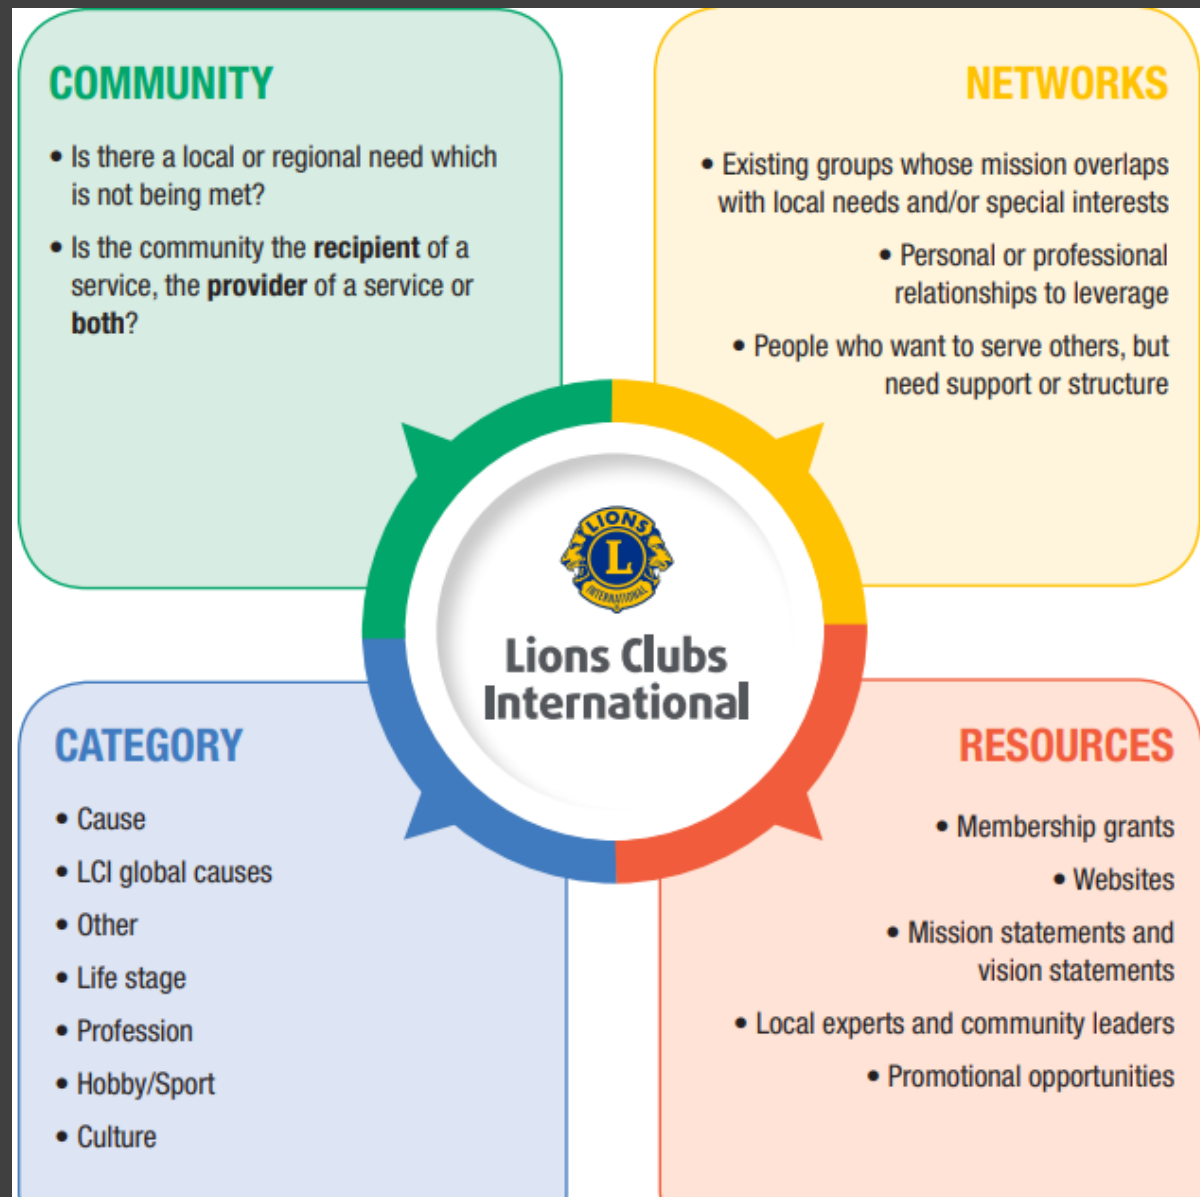 COMMUNITY
• Is there a local or regional need which
is not being met?
• Is the community the recipient of a
service, the provider of a service or
both?
NETWORKS
• Existing groups whose mission overlaps
with local needs and/or special interests
• Personal or professional
relationships to leverage
• People who want to serve others, but
need support or structure
LIONS
L
INTERNATIONAL
Lions Clubs
International
CATEGORY
• Cause
• LCI global causes
• Other
• Life stage
• Profession
• Hobby/Sport
• Culture
RESOURCES
• Membership grants
• Websites
• Mission statements and
vision statements
• Local experts and community leaders
• Promotional opportunities